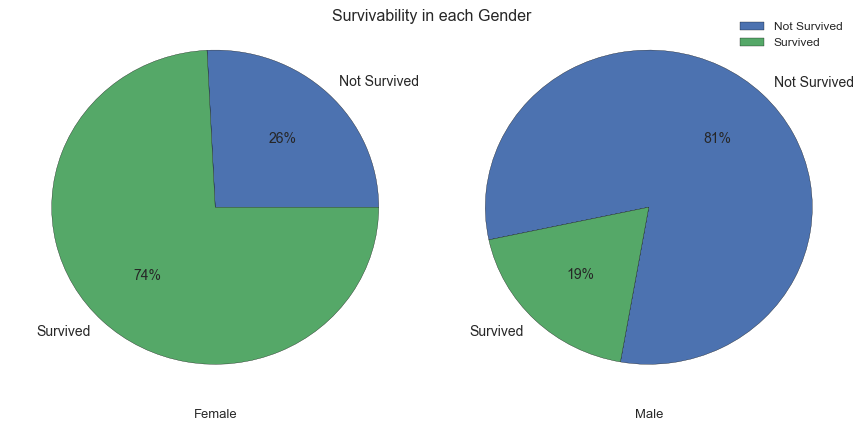 Survivability in each Gender
Not Survived
Survived
Not Survived
26%
74%
Survived
Female
Not Survived
81%
19%
Survived
Male